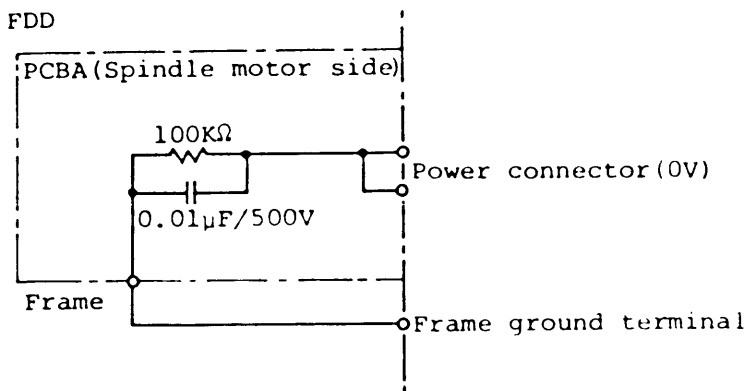 FDD
PCBA(Spindle motor side)
100KΩ
Power connector(0V)
0.01μF/500V
Frame
Frame ground terminal